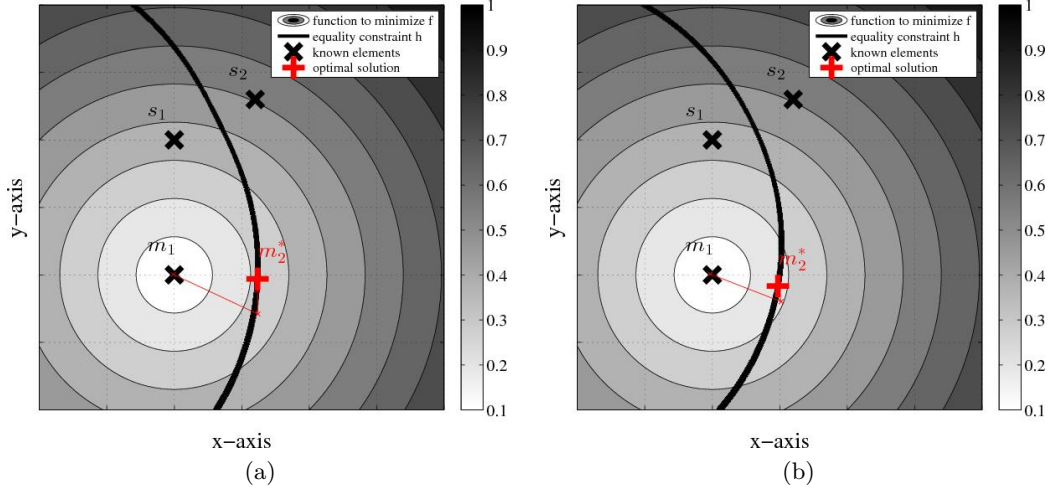 function to minimize f
equality constraint h
known elements
optimal solution
s₂
s₁
m₁
m₂*
y−axis
x−axis
1
0.9
0.8
0.7
0.6
0.5
0.4
0.3
0.2
0.1
(a)
function to minimize f
equality constraint h
known elements
optimal solution
s₂
s₁
m₁
m₂*
y−axis
x−axis
1
0.9
0.8
0.7
0.6
0.5
0.4
0.3
0.2
0.1
(b)